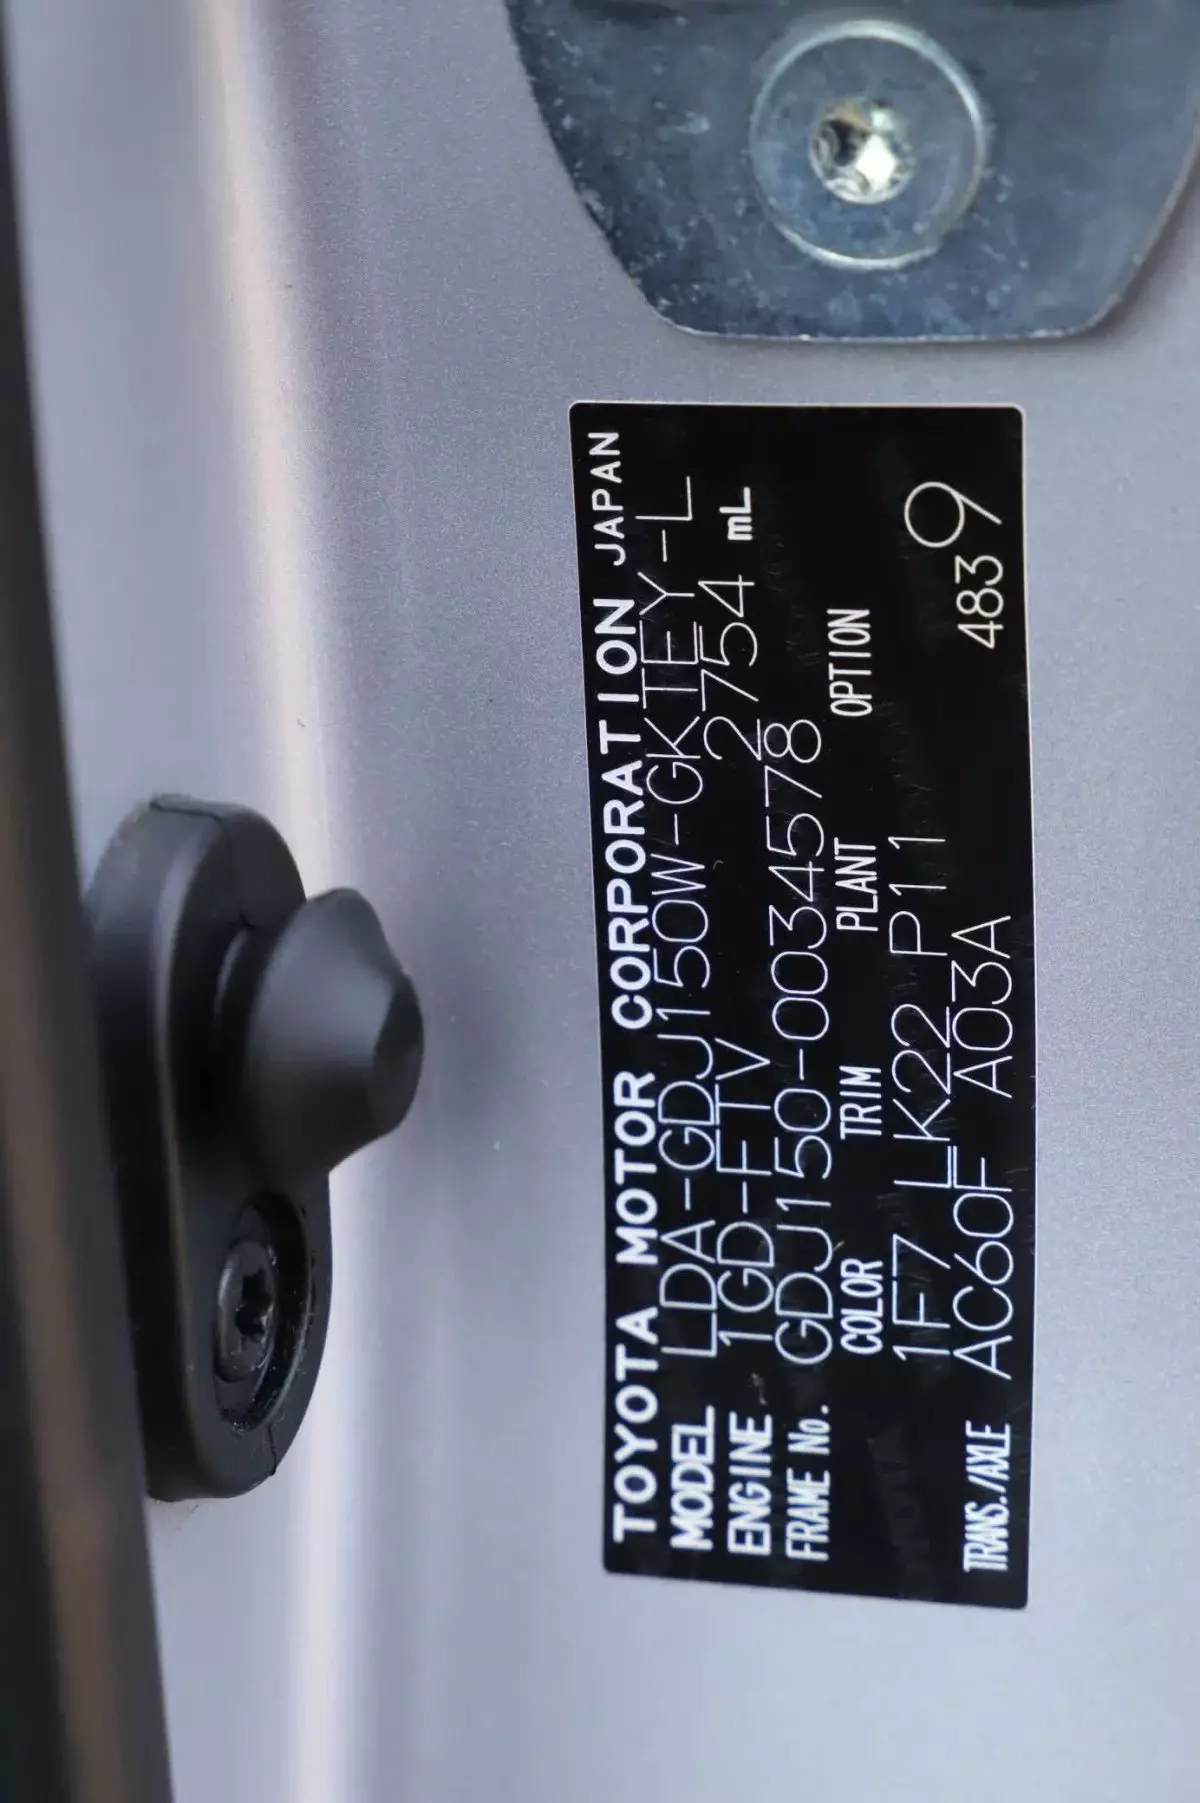 TOYOTA MOTOR CORPORATION JAPAN
MODEL LDA-GDJ150W-GKTEY-L
ENGINE 1GD-FTV 2754 mL
FRAME No. GDJ150-0034578
COLOR TRIM PLANT OPTION
1F7 LK22 P11
TRANS./AXLE AC60F A03A 4839